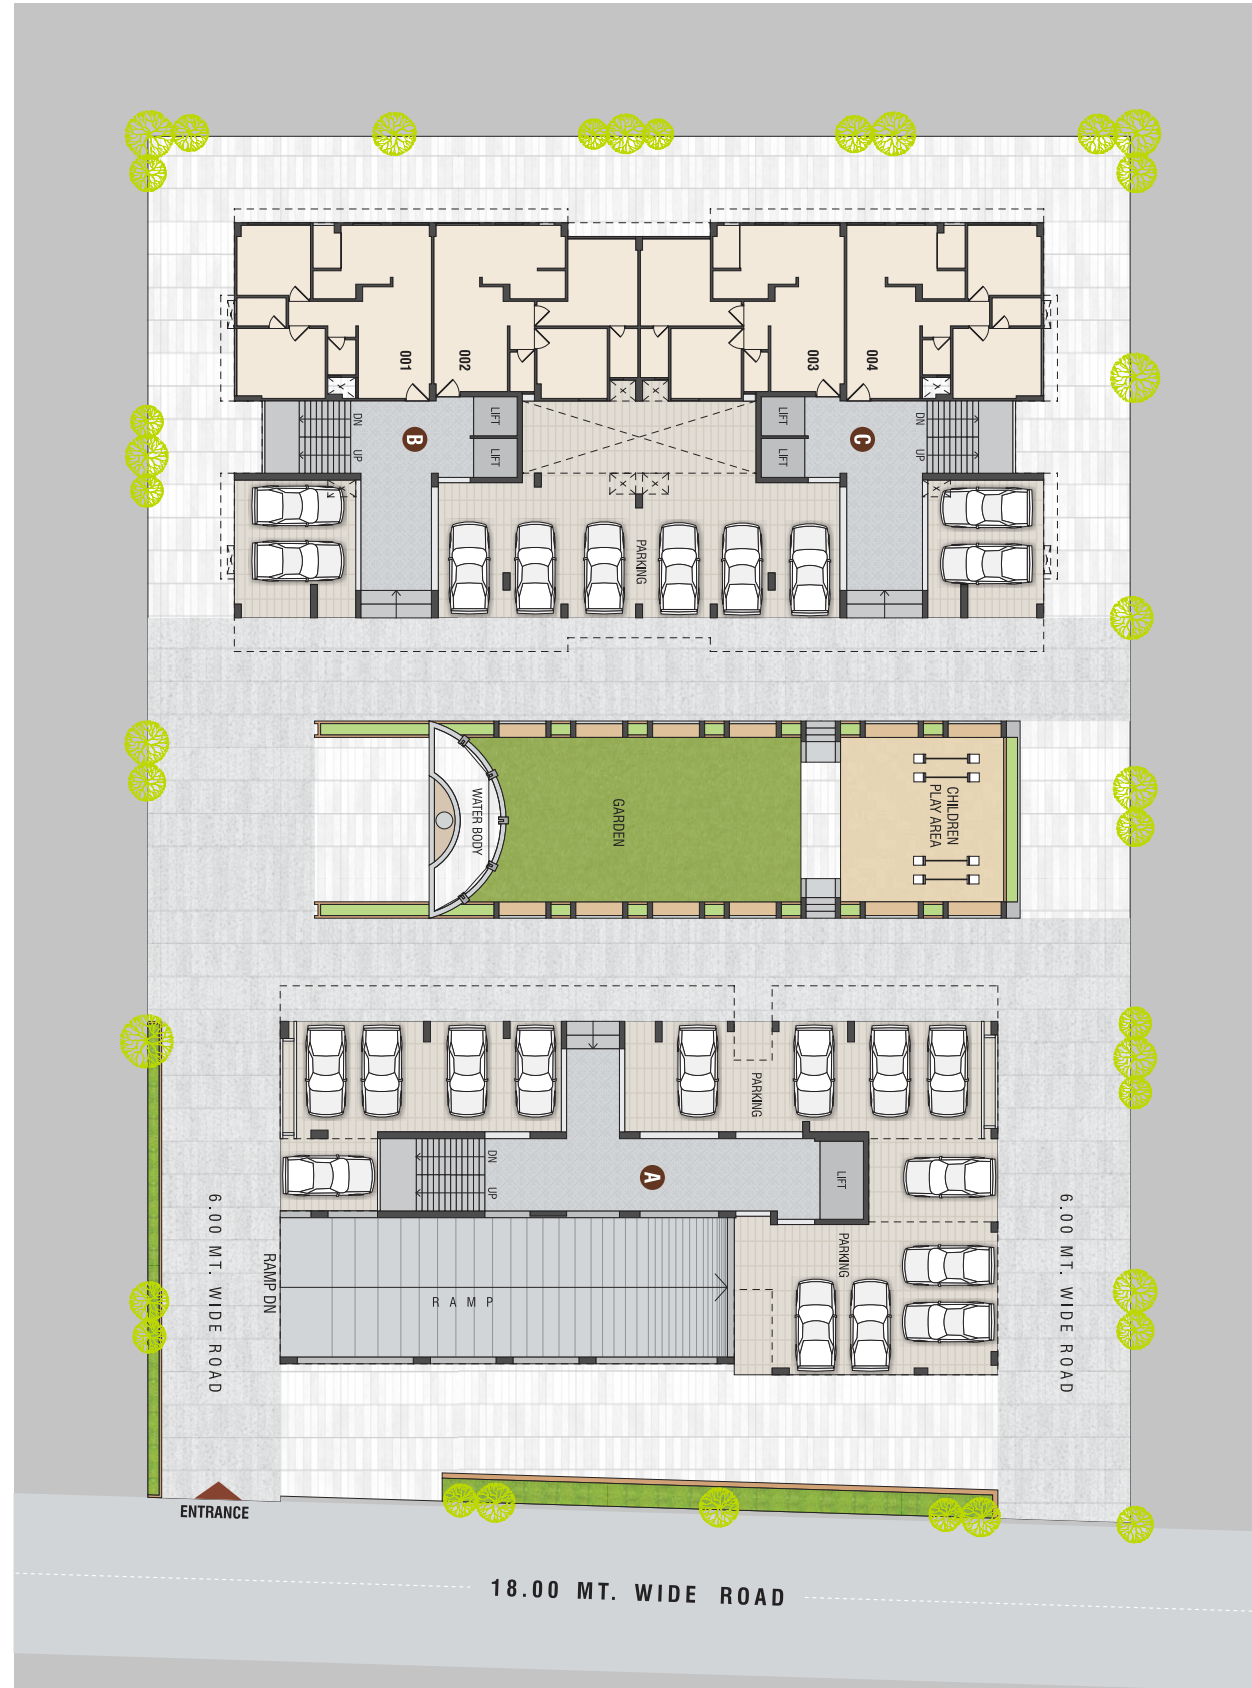 001
002
003
004
DN
UP
B
LIFT
LIFT
X
X
X
X
X
X
X
X
LIFT
LIFT
C
DN
UP
PARKING
WATER BODY
GARDEN
CHILDREN
PLAY AREA
PARKING
DN
UP
A
LIFT
PARKING
6.00 MT. WIDE ROAD
RAMP DN
RAMP
6.00 MT. WIDE ROAD
ENTRANCE
18.00 MT. WIDE ROAD